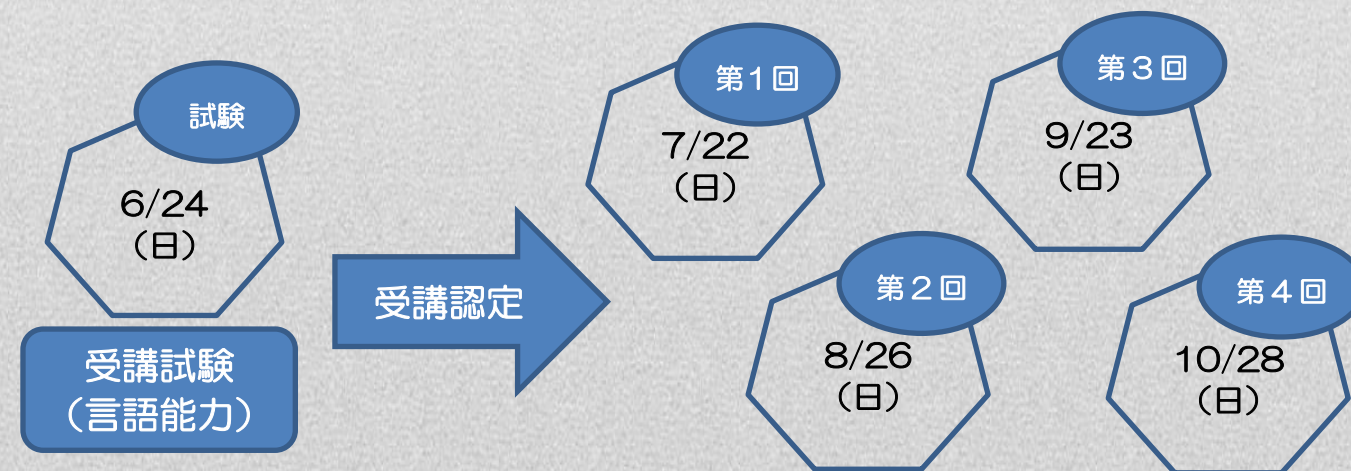 試験
6/24
(日)
受講試験
(言語能力)
受講認定
第1回
7/22
(日)
第2回
8/26
(日)
第3回
9/23
(日)
第4回
10/28
(日)